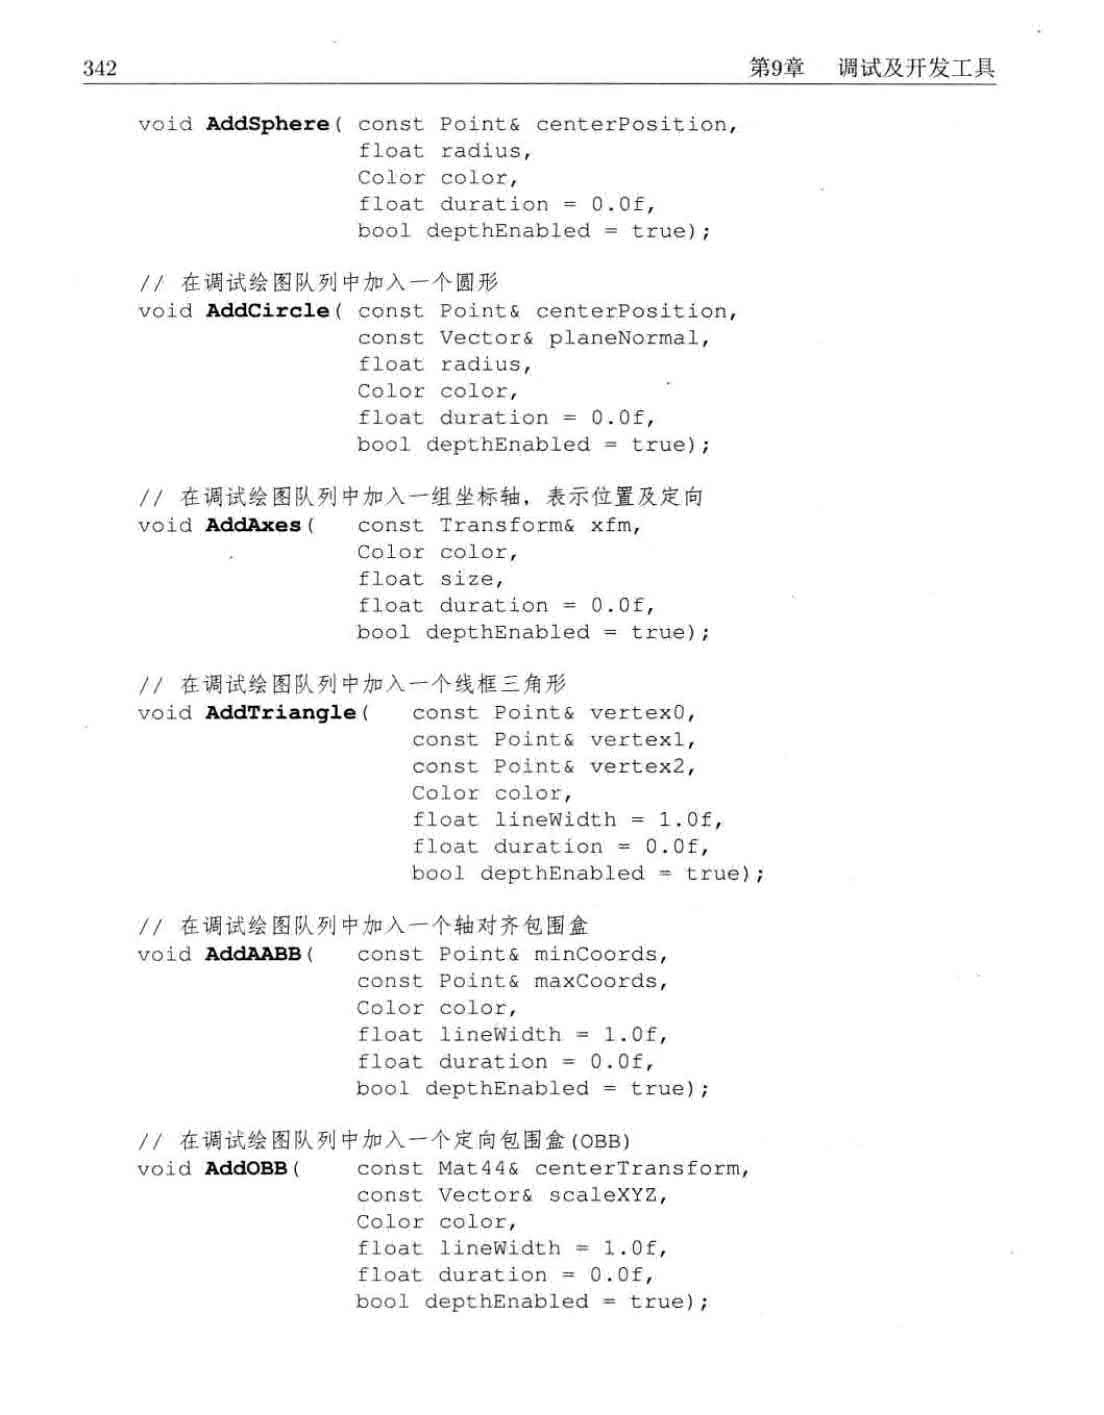 342
第9章 调试及开发工具
void AddSphere( const Point& centerPosition,
float radius,
Color color,
float duration = 0.0f,
bool depthEnabled = true);
// 在调试绘图队列中加入一个圆形
void AddCircle( const Point& centerPosition,
const Vector& planeNormal,
float radius,
Color color,
float duration = 0.0f,
bool depthEnabled = true);
// 在调试绘图队列中加入一组坐标轴，表示位置及定向
void AddAxes( const Transform& xfm,
Color color,
float size,
float duration = 0.0f,
bool depthEnabled = true);
// 在调试绘图队列中加入一个线框三角形
void AddTriangle( const Point& vertex0,
const Point& vertex1,
const Point& vertex2,
Color color,
float lineWidth = 1.0f,
float duration = 0.0f,
bool depthEnabled = true);
// 在调试绘图队列中加入一个轴对齐包围盒
void AddAABB( const Point& minCoords,
const Point& maxCoords,
Color color,
float lineWidth = 1.0f,
float duration = 0.0f,
bool depthEnabled = true);
// 在调试绘图队列中加入一个定向包围盒(OBB)
void AddOBB( const Mat44& centerTransform,
const Vector& scaleXYZ,
Color color,
float lineWidth = 1.0f,
float duration = 0.0f,
bool depthEnabled = true);